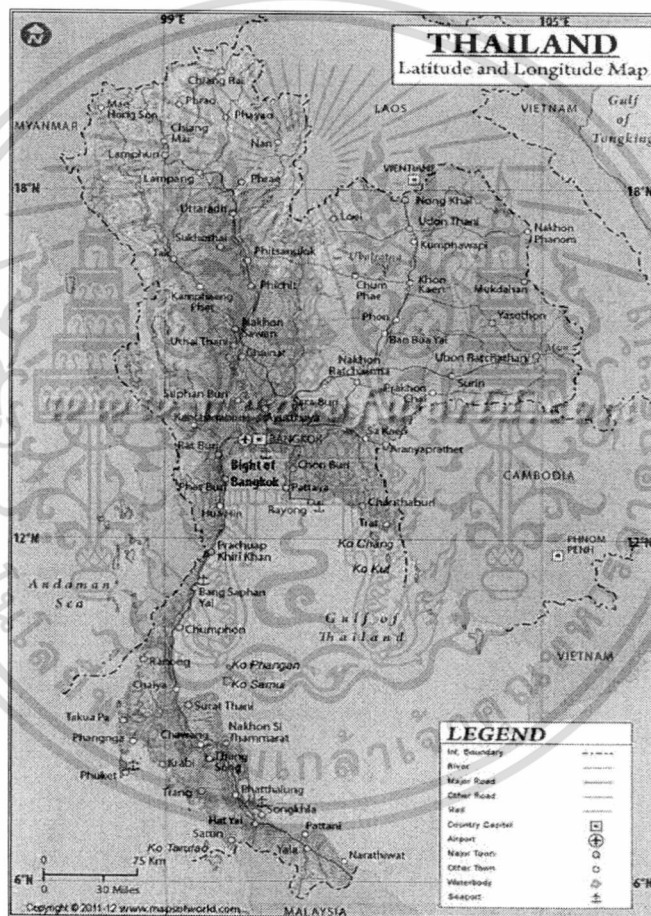 99°E
105°E
THAILAND
Latitude and Longitude Map
Chiang Rai
Mae
Hong Son
Phrao
Phayao
LAOS
VIETNAM
Gulf
of
Tongking
MYANMAR
Chiang
Mai
Nan
Lamphun
Lampang
Phrae
VIENTIANE
18°N
18°N
Nong Khai
Uttaradit
Loei
Udon Thani
Nakhon
Phanom
Sukhothai
Kumphawapi
Tak
Phitsanulok
Ubolratna
Phichit
Chum
Phae
Khon
Kaen
Mukdahan
Kamphaeng
Phet
Nakhon
Sawan
Phon
Yasothon
Uthai Thani
Chainat
Bao Bua Yai
Ubon Ratchathani
Mun
Nakhon
Ratchasima
Surin
Suphan Buri
Prakhon
Chai
Sara Buri
Kanchanaburi
Ayutthaya
Sa Kaeo
BANGKOK
Aranyaprathet
Rat Buri
Bight of
Bangkok
Chon Buri
CAMBODIA
Phet Buri
Pattaya
Rayong
Chanthaburi
Hua Hin
Trat
12°N
12°N
Prachuap
Khiri Khan
Ko Chang
PHNOM
PENH
Ko Kut
Andaman
Sea
Bang Saphan
Yai
Gulf of
Thailand
Chumphon
VIETNAM
Ranong
Ko Phangan
Chaiya
Ko Samui
Surat Thani
Takua Pa
Nakhon Si
Thammarat
Phangnga
Chawang
Thung
Song
Krabi
Phuket
Trang
Phatthalung
Songkhla
Hat Yai
Pattani
Satun
Ko Tarutao
Yala
Narathiwat
0 75 Km
0 30 Miles
6°N
6°N
LEGEND
Int. Boundary
River
Major Road
Other Road
Rail
Country Capital
Airport
Major Town
Other Town
Waterbody
Seaport
Copyright © 2011-12 www.mapsofworld.com
MALAYSIA